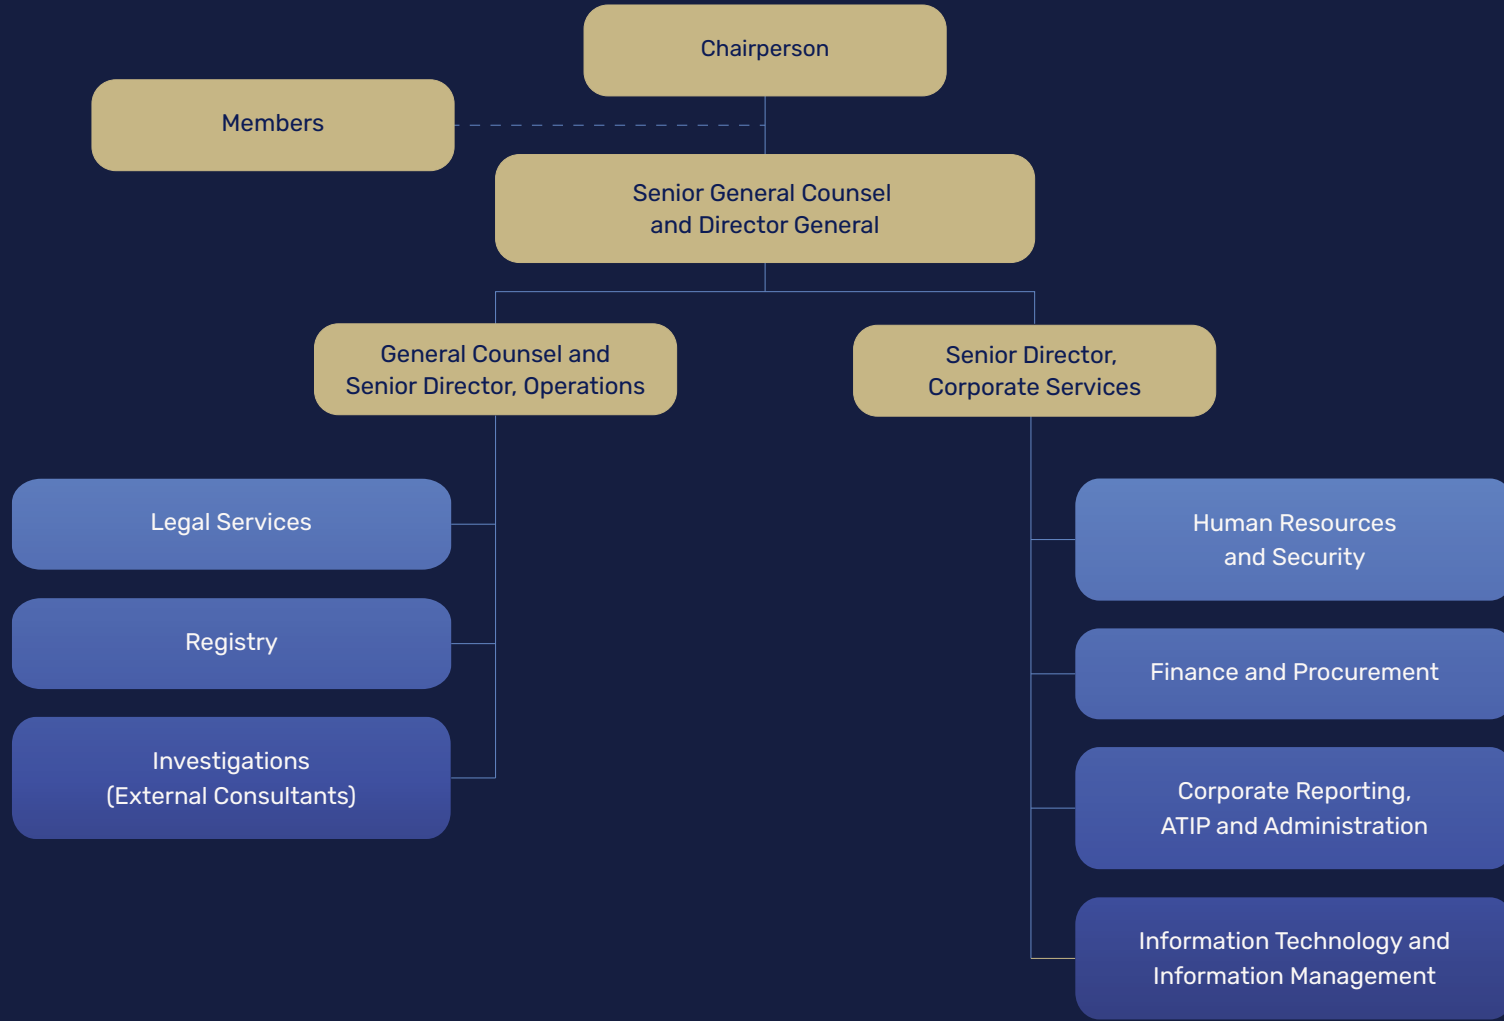 Chairperson
Members
Senior General Counsel
and Director General
General Counsel and
Senior Director, Operations
Senior Director,
Corporate Services
Legal Services
Registry
Investigations
(External Consultants)
Human Resources
and Security
Finance and Procurement
Corporate Reporting,
ATIP and Administration
Information Technology and
Information Management